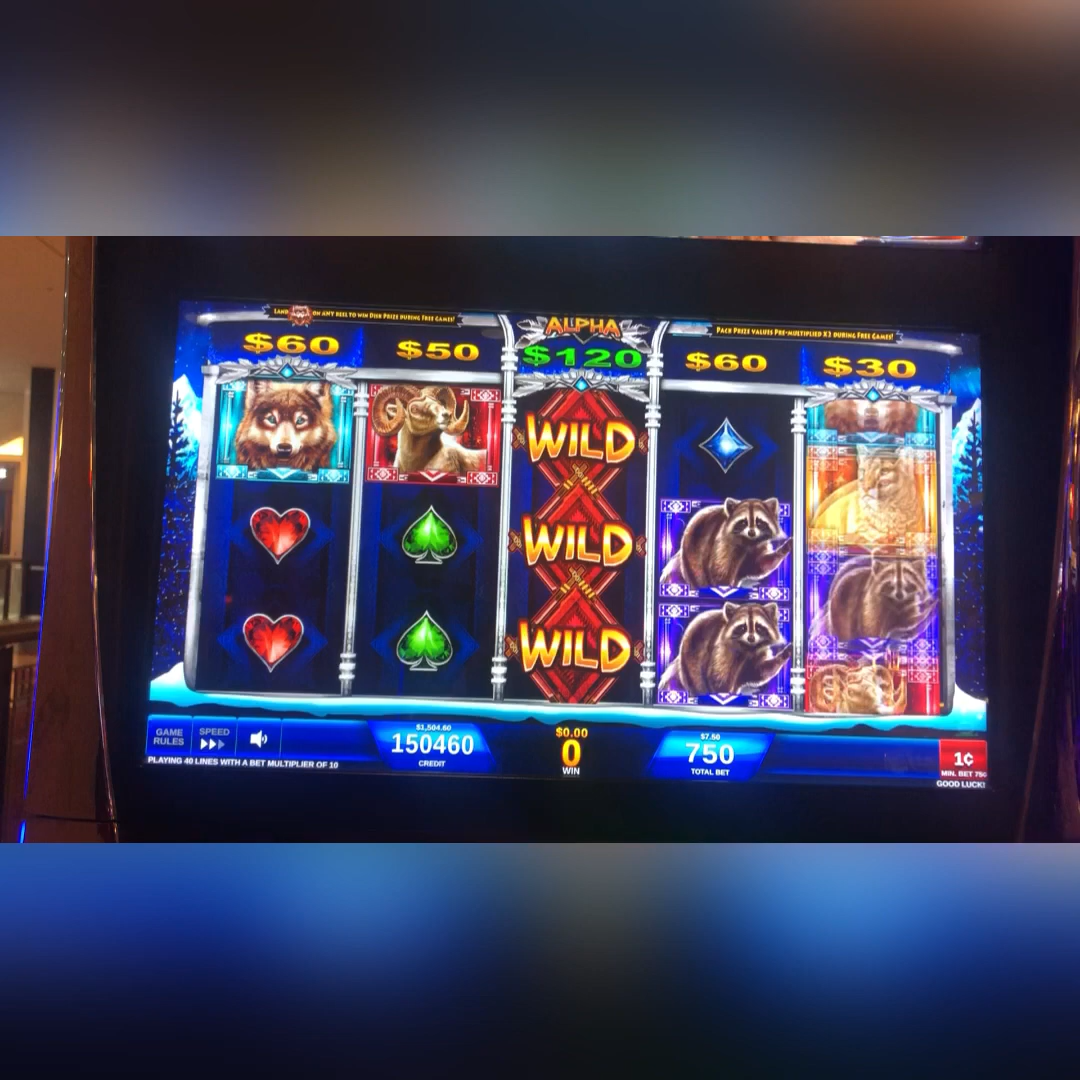 LAND ON ANY REEL TO WIN ITS PRIZE DURING FREE GAMES!
ALPHA
PACK PRIZE VALUES PRE-MULTIPLIED X3 DURING FREE GAMES!
$60
$50
$120
$60
$30
WILD
WILD
WILD
GAME
RULES
SPEED
$1,504.60
150460
CREDIT
$0.00
0
WIN
$7.50
750
TOTAL BET
1¢
MIN. BET 75¢
GOOD LUCK!
PLAYING 40 LINES WITH A BET MULTIPLIER OF 10